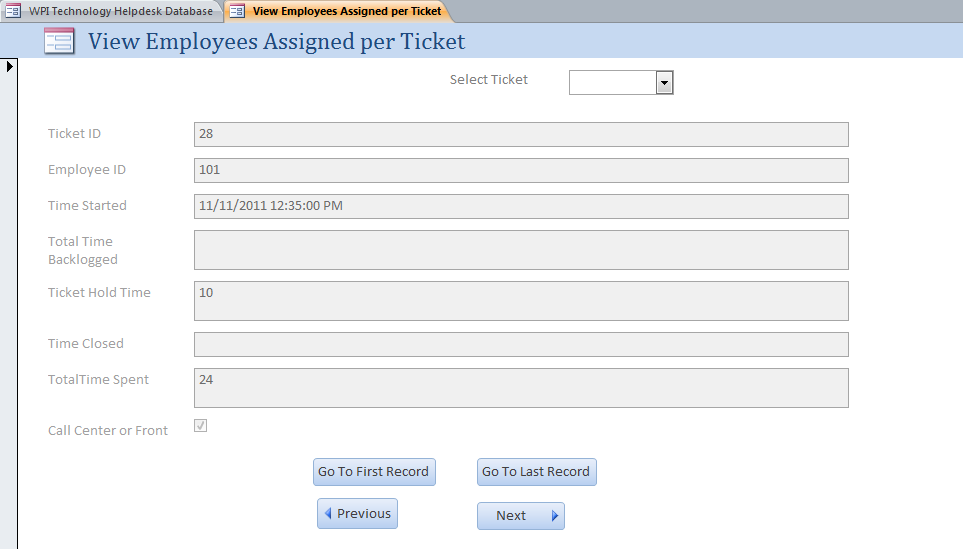 WPI Technology Helpdesk Database
View Employees Assigned per Ticket
View Employees Assigned per Ticket
Select Ticket
Ticket ID
28
Employee ID
101
Time Started
11/11/2011 12:35:00 PM
Total Time
Backlogged
Ticket Hold Time
10
Time Closed
TotalTime Spent
24
Call Center or Front
Go To First Record
Go To Last Record
Previous
Next